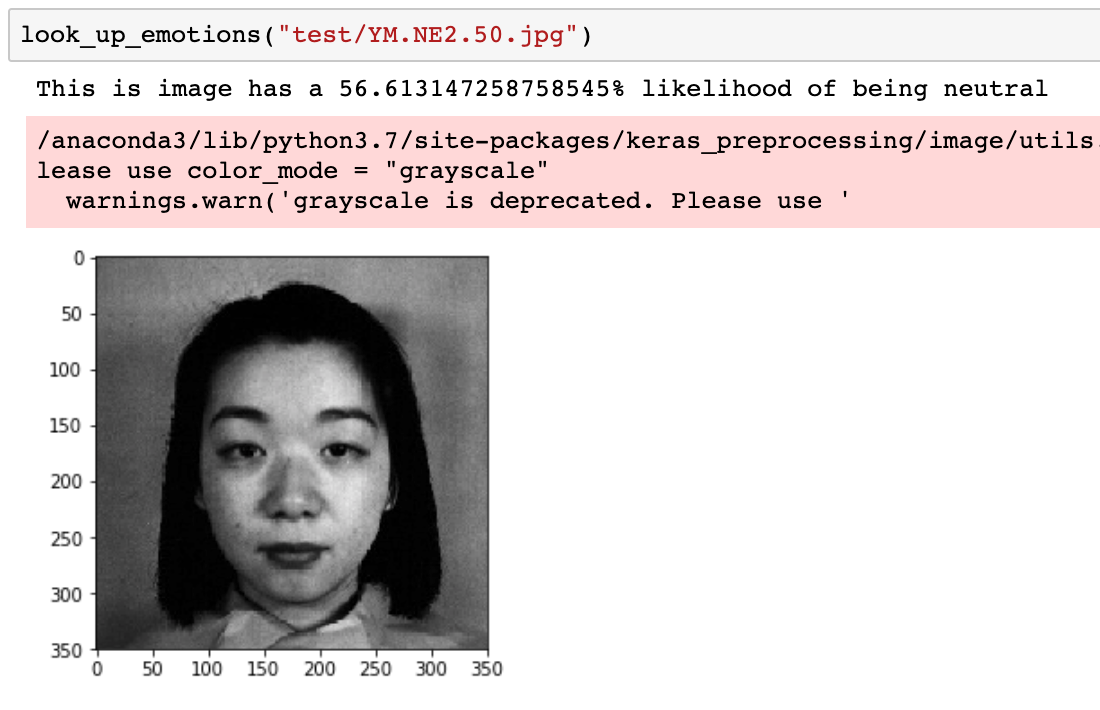 look_up_emotions("test/YM.NE2.50.jpg")
This is image has a 56.6131472587585​45% likelihood of being neutral
/anaconda3/lib/python3.7/site-packages/keras_preprocessing/image/utils.
lease use color_mode = "grayscale"
warnings.warn('grayscale is deprecated. Please use '
0
50
100
150
200
250
300
350
0 50 100 150 200 250 300 350